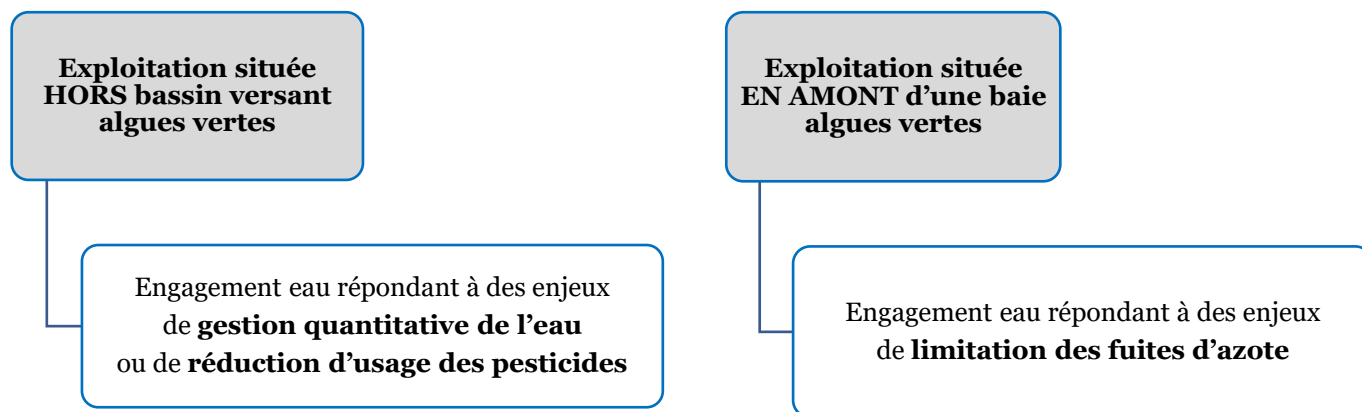 Exploitation située
HORS bassin versant
algues vertes
Engagement eau répondant à des enjeux
de gestion quantitative de l’eau
ou de réduction d’usage des pesticides
Exploitation située
EN AMONT d’une baie
algues vertes
Engagement eau répondant à des enjeux
de limitation des fuites d’azote